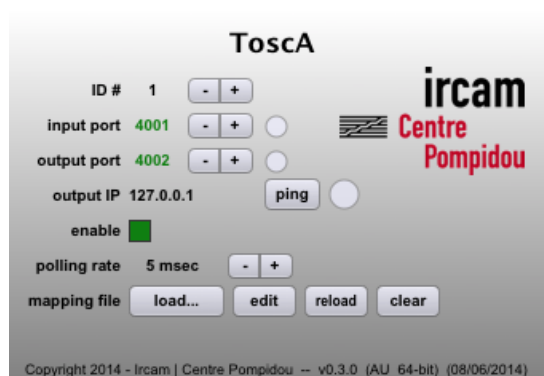 ToscA
ID # 1 - +
input port 4001 - +
output port 4002 - +
output IP 127.0.0.1 ping
enable
polling rate 5 msec - +
mapping file load... edit reload clear
ircam
Centre
Pompidou
Copyright 2014 - Ircam | Centre Pompidou -- v0.3.0 (AU 64-bit) (08/06/2014)